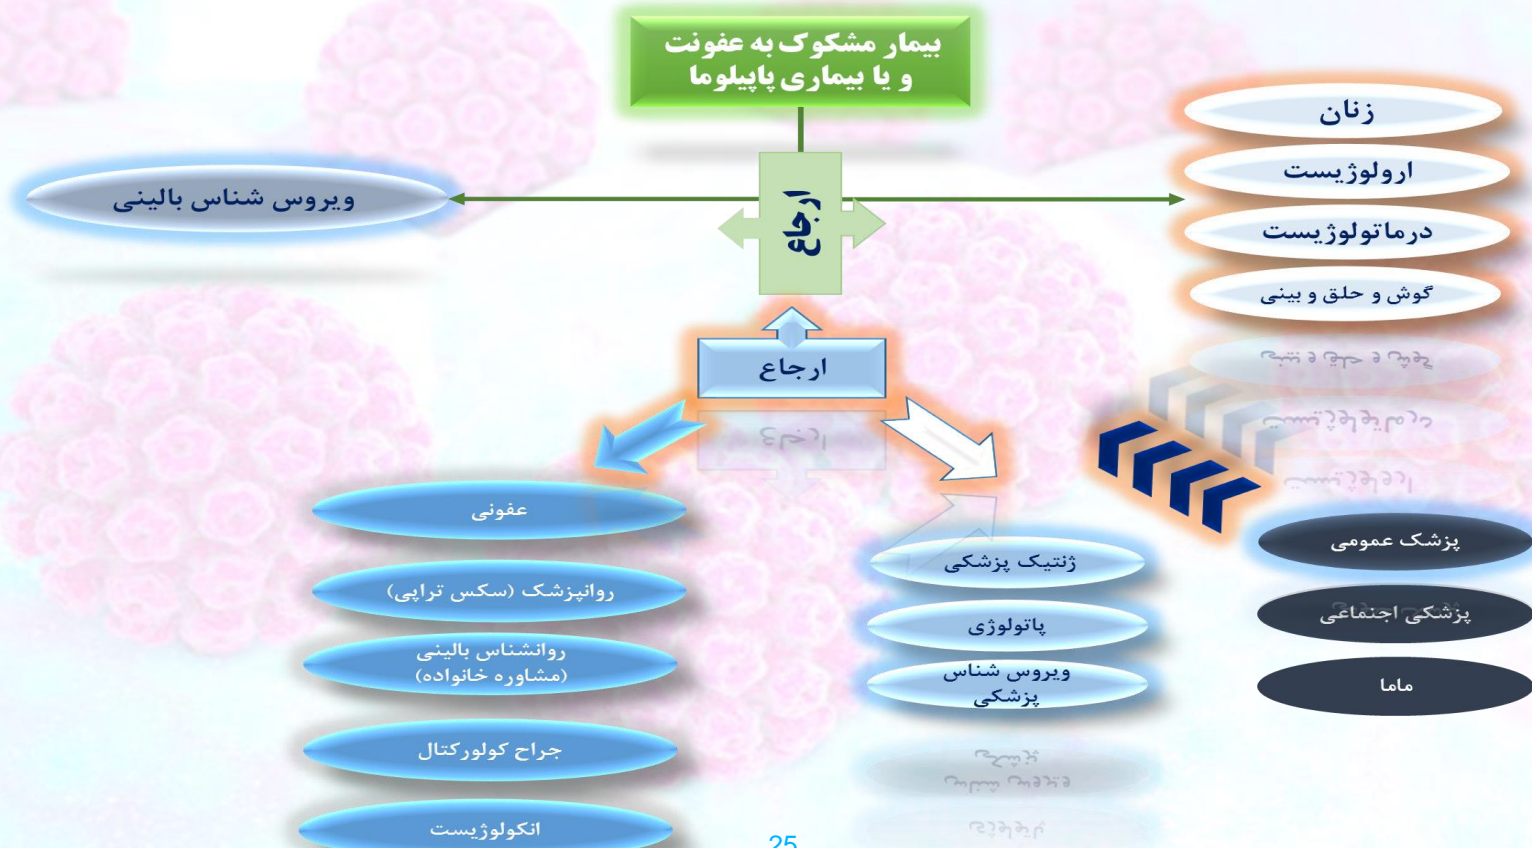 بیمار مشکوک به عفونت
و یا بیماری پاپیلوما
زنان
ارولوژیست
درماتولوژیست
گوش و حلق و بینی
ویروس شناس بالینی
ارجاع
ارجاع
عفونی
روانپزشک (سکس تراپی)
روانشناس بالینی
(مشاوره خانواده)
جراح کولورکتال
انکولوژیست
ژنتیک پزشکی
پاتولوژی
ویروس شناس
پزشکی
پزشک عمومی
پزشکی اجتماعی
ماما
25